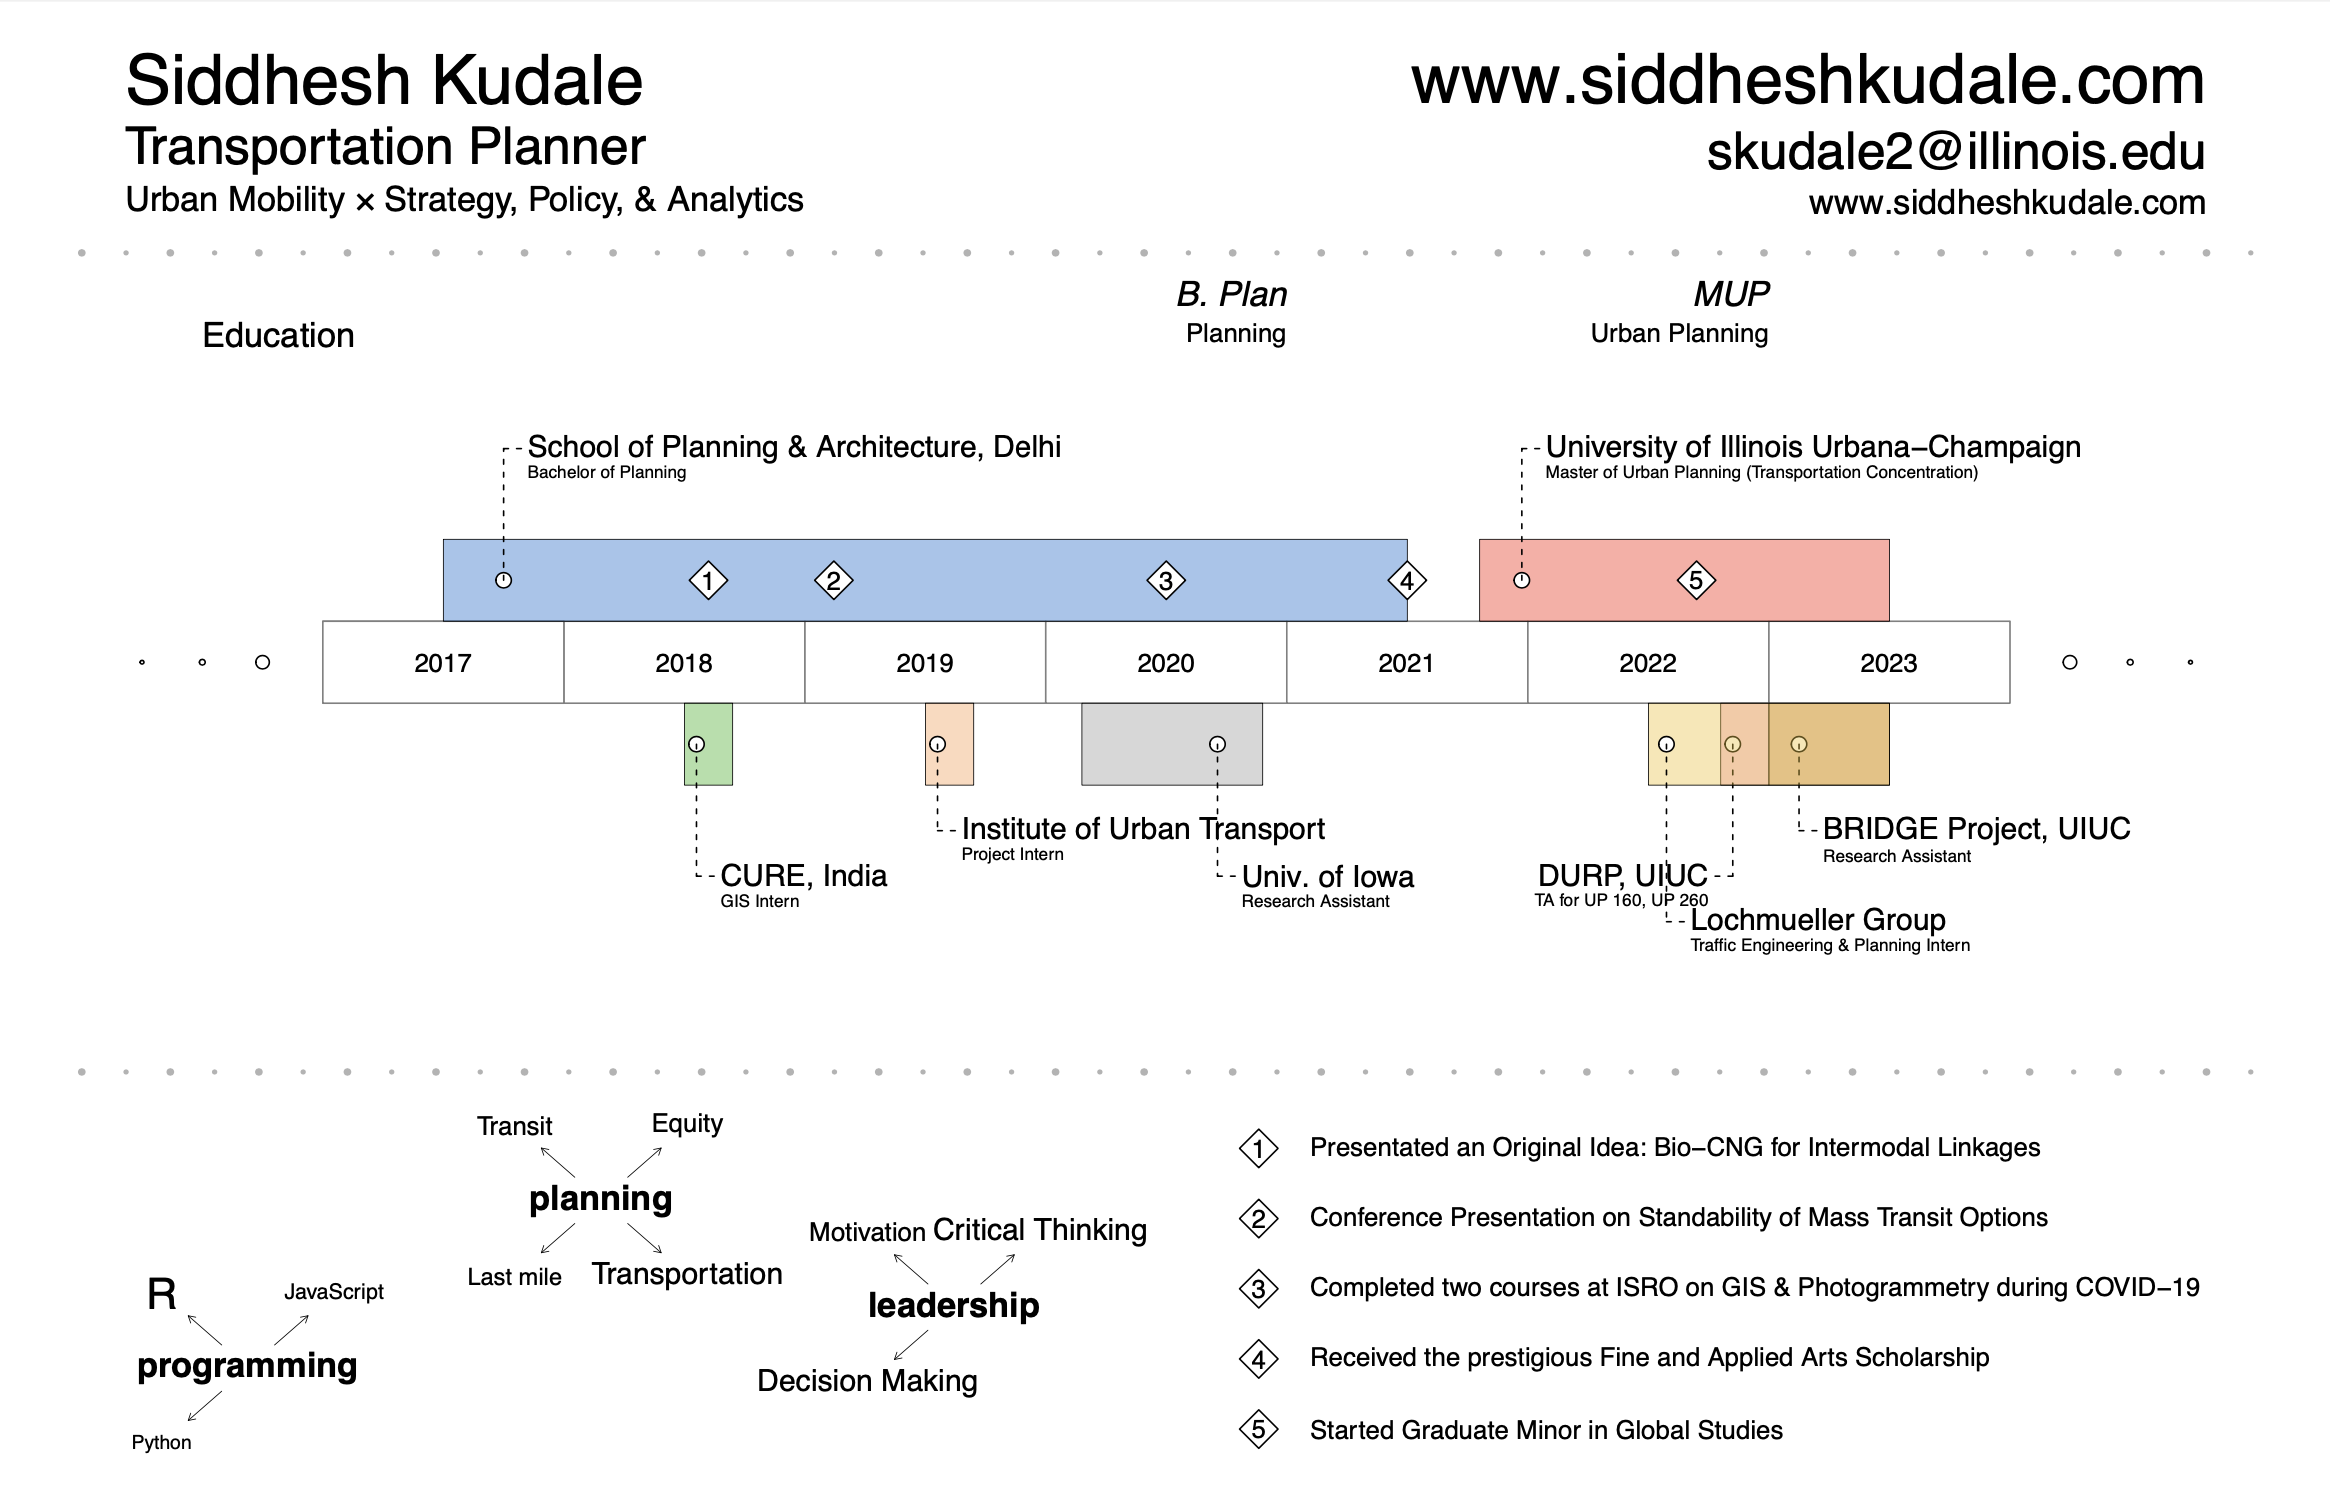 Siddhesh Kudale
Transportation Planner
Urban Mobility × Strategy, Policy, & Analytics
www.siddheshkudale.com
skudale2@illinois.edu
www.siddheshkudale.com
Education
B. Plan
Planning
MUP
Urban Planning
School of Planning & Architecture, Delhi
Bachelor of Planning
University of Illinois Urbana–Champaign
Master of Urban Planning (Transportation Concentration)
1 2 3 4 5
2017 2018 2019 2020 2021 2022 2023
Institute of Urban Transport
Project Intern
BRIDGE Project, UIUC
Research Assistant
CURE, India
GIS Intern
Univ. of Iowa
Research Assistant
DURP, UIUC
TA for UP 160, UP 260
Lochmueller Group
Traffic Engineering & Planning Intern
Transit
Equity
planning
Last mile
Transportation
Motivation
Critical Thinking
leadership
Decision Making
R
JavaScript
programming
Python
1 Presentated an Original Idea: Bio–CNG for Intermodal Linkages
2 Conference Presentation on Standability of Mass Transit Options
3 Completed two courses at ISRO on GIS & Photogrammetry during COVID–19
4 Received the prestigious Fine and Applied Arts Scholarship
5 Started Graduate Minor in Global Studies